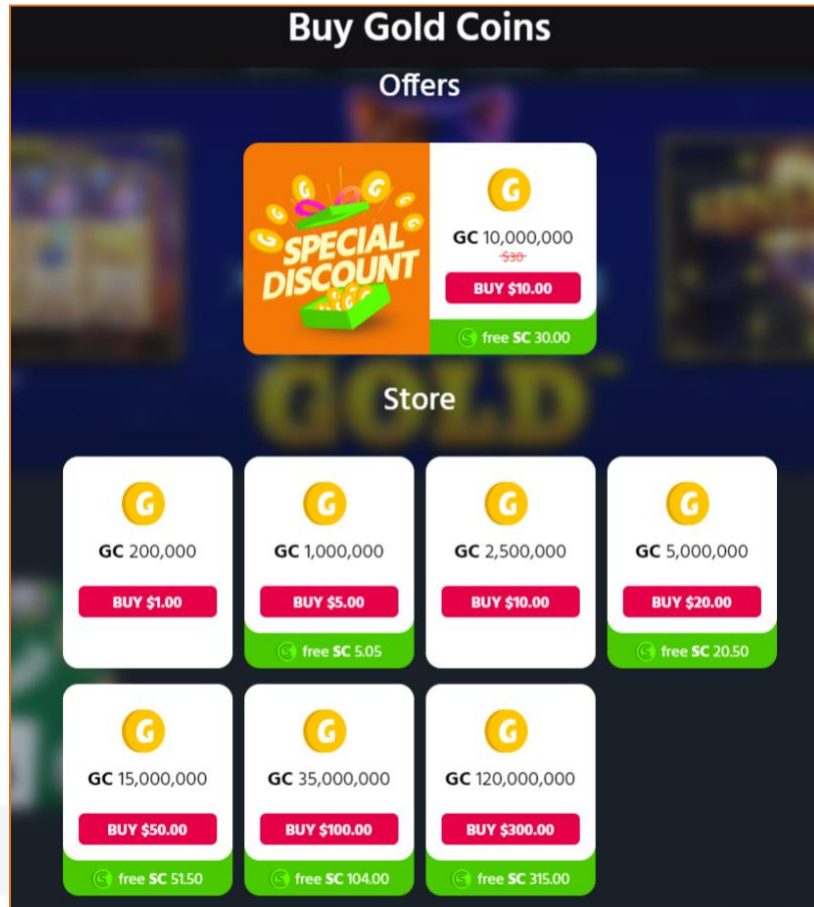 Buy Gold Coins
Offers
SPECIAL
DISCOUNT
G
GC 10,000,000
$30
BUY $10.00
free SC 30.00
GOLD™
Store
G
GC 200,000
BUY $1.00
G
GC 1,000,000
BUY $5.00
free SC 5.05
G
GC 2,500,000
BUY $10.00
G
GC 5,000,000
BUY $20.00
free SC 20.50
G
GC 15,000,000
BUY $50.00
free SC 51.50
G
GC 35,000,000
BUY $100.00
free SC 104.00
G
GC 120,000,000
BUY $300.00
free SC 315.00